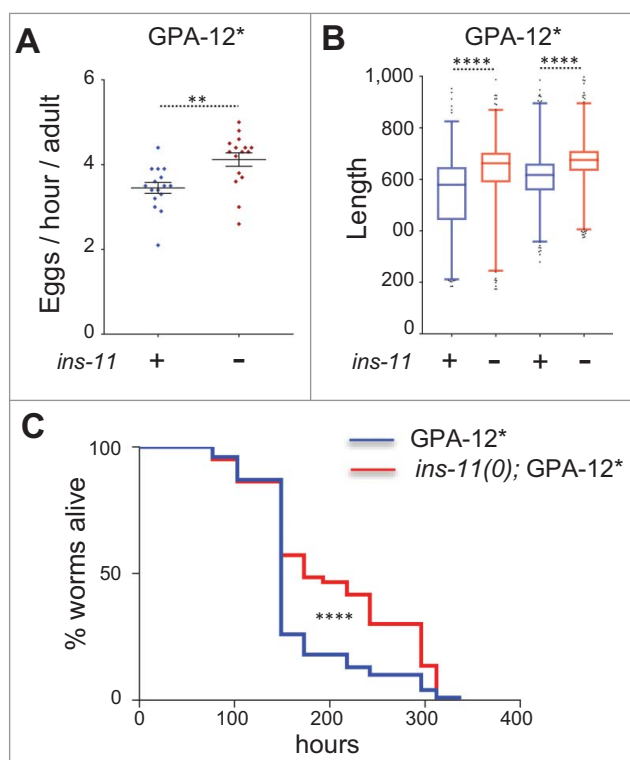 A
GPA-12*
6
**
4
2
0
Eggs / hour / adult
ins-11 + -
B
GPA-12*
**** ****
1,000
800
600
00
200
0
Length
ins-11 + - + -
C
GPA-12*
ins-11(0); GPA-12*
100
50
0
% worms alive
****
0 100 200 300 400
hours